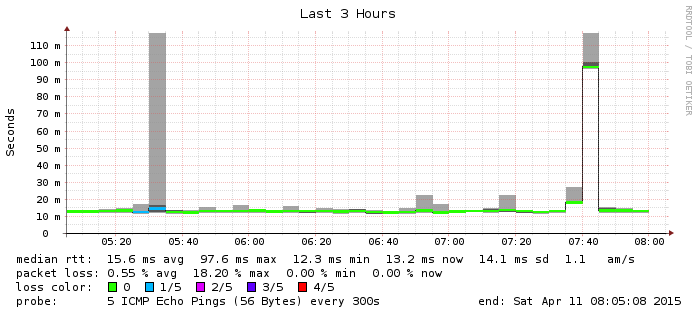 Last 3 Hours
RRDTOOL / TOBI OETIKER
Seconds
110 m
100 m
90 m
80 m
70 m
60 m
50 m
40 m
30 m
20 m
10 m
0
05:20 05:40 06:00 06:20 06:40 07:00 07:20 07:40 08:00
median rtt: 15.6 ms avg 97.6 ms max 12.3 ms min 13.2 ms now 14.1 ms sd 1.1 am/s
packet loss: 0.55 % avg 18.20 % max 0.00 % min 0.00 % now
loss color: 0 1/5 2/5 3/5 4/5
probe: 5 ICMP Echo Pings (56 Bytes) every 300s end: Sat Apr 11 08:05:08 2015